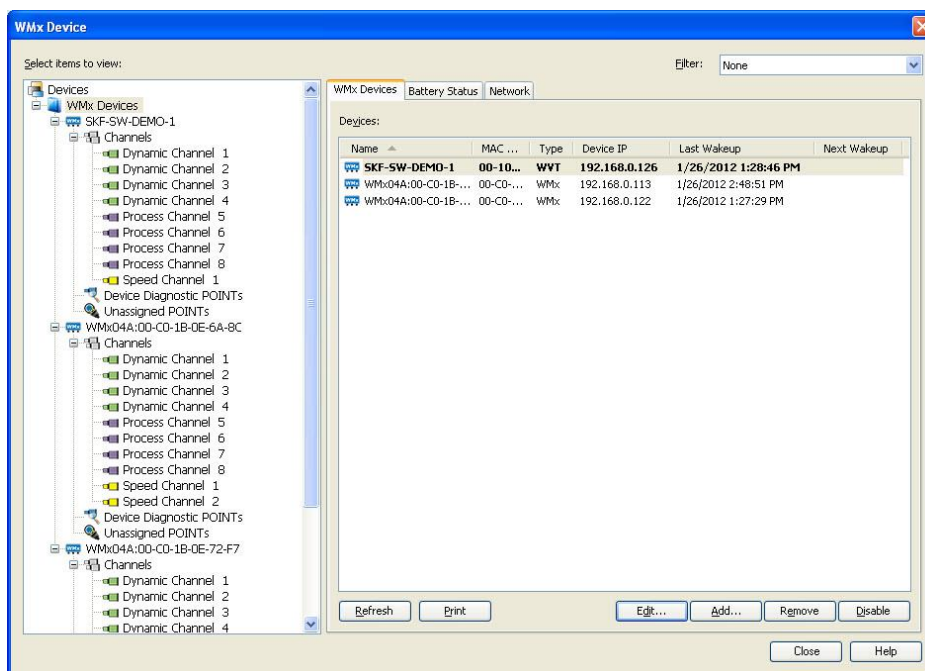 WMx Device
Select items to view:
Filter: None
Devices
WMx Devices
SKF-SW-DEMO-1
Channels
Dynamic Channel 1
Dynamic Channel 2
Dynamic Channel 3
Dynamic Channel 4
Process Channel 5
Process Channel 6
Process Channel 7
Process Channel 8
Speed Channel 1
Device Diagnostic POINTs
Unassigned POINTs
WMx04A:00-C0-1B-0E-6A-8C
Channels
Dynamic Channel 1
Dynamic Channel 2
Dynamic Channel 3
Dynamic Channel 4
Process Channel 5
Process Channel 6
Process Channel 7
Process Channel 8
Speed Channel 1
Speed Channel 2
Device Diagnostic POINTs
Unassigned POINTs
WMx04A:00-C0-1B-0E-72-F7
Channels
Dynamic Channel 1
Dynamic Channel 2
Dynamic Channel 3
Dynamic Channel 4
WMx Devices Battery Status Network
Devices:
Name MAC ... Type Device IP Last Wakeup Next Wakeup
SKF-SW-DEMO-1 00-10... WVT 192.168.0.126 1/26/2012 1:28:46 PM
WMx04A:00-C0-1B-... 00-C0-... WMx 192.168.0.113 1/26/2012 2:48:51 PM
WMx04A:00-C0-1B-... 00-C0-... WMx 192.168.0.122 1/26/2012 1:27:29 PM
Refresh Print Edit... Add... Remove Disable
Close Help